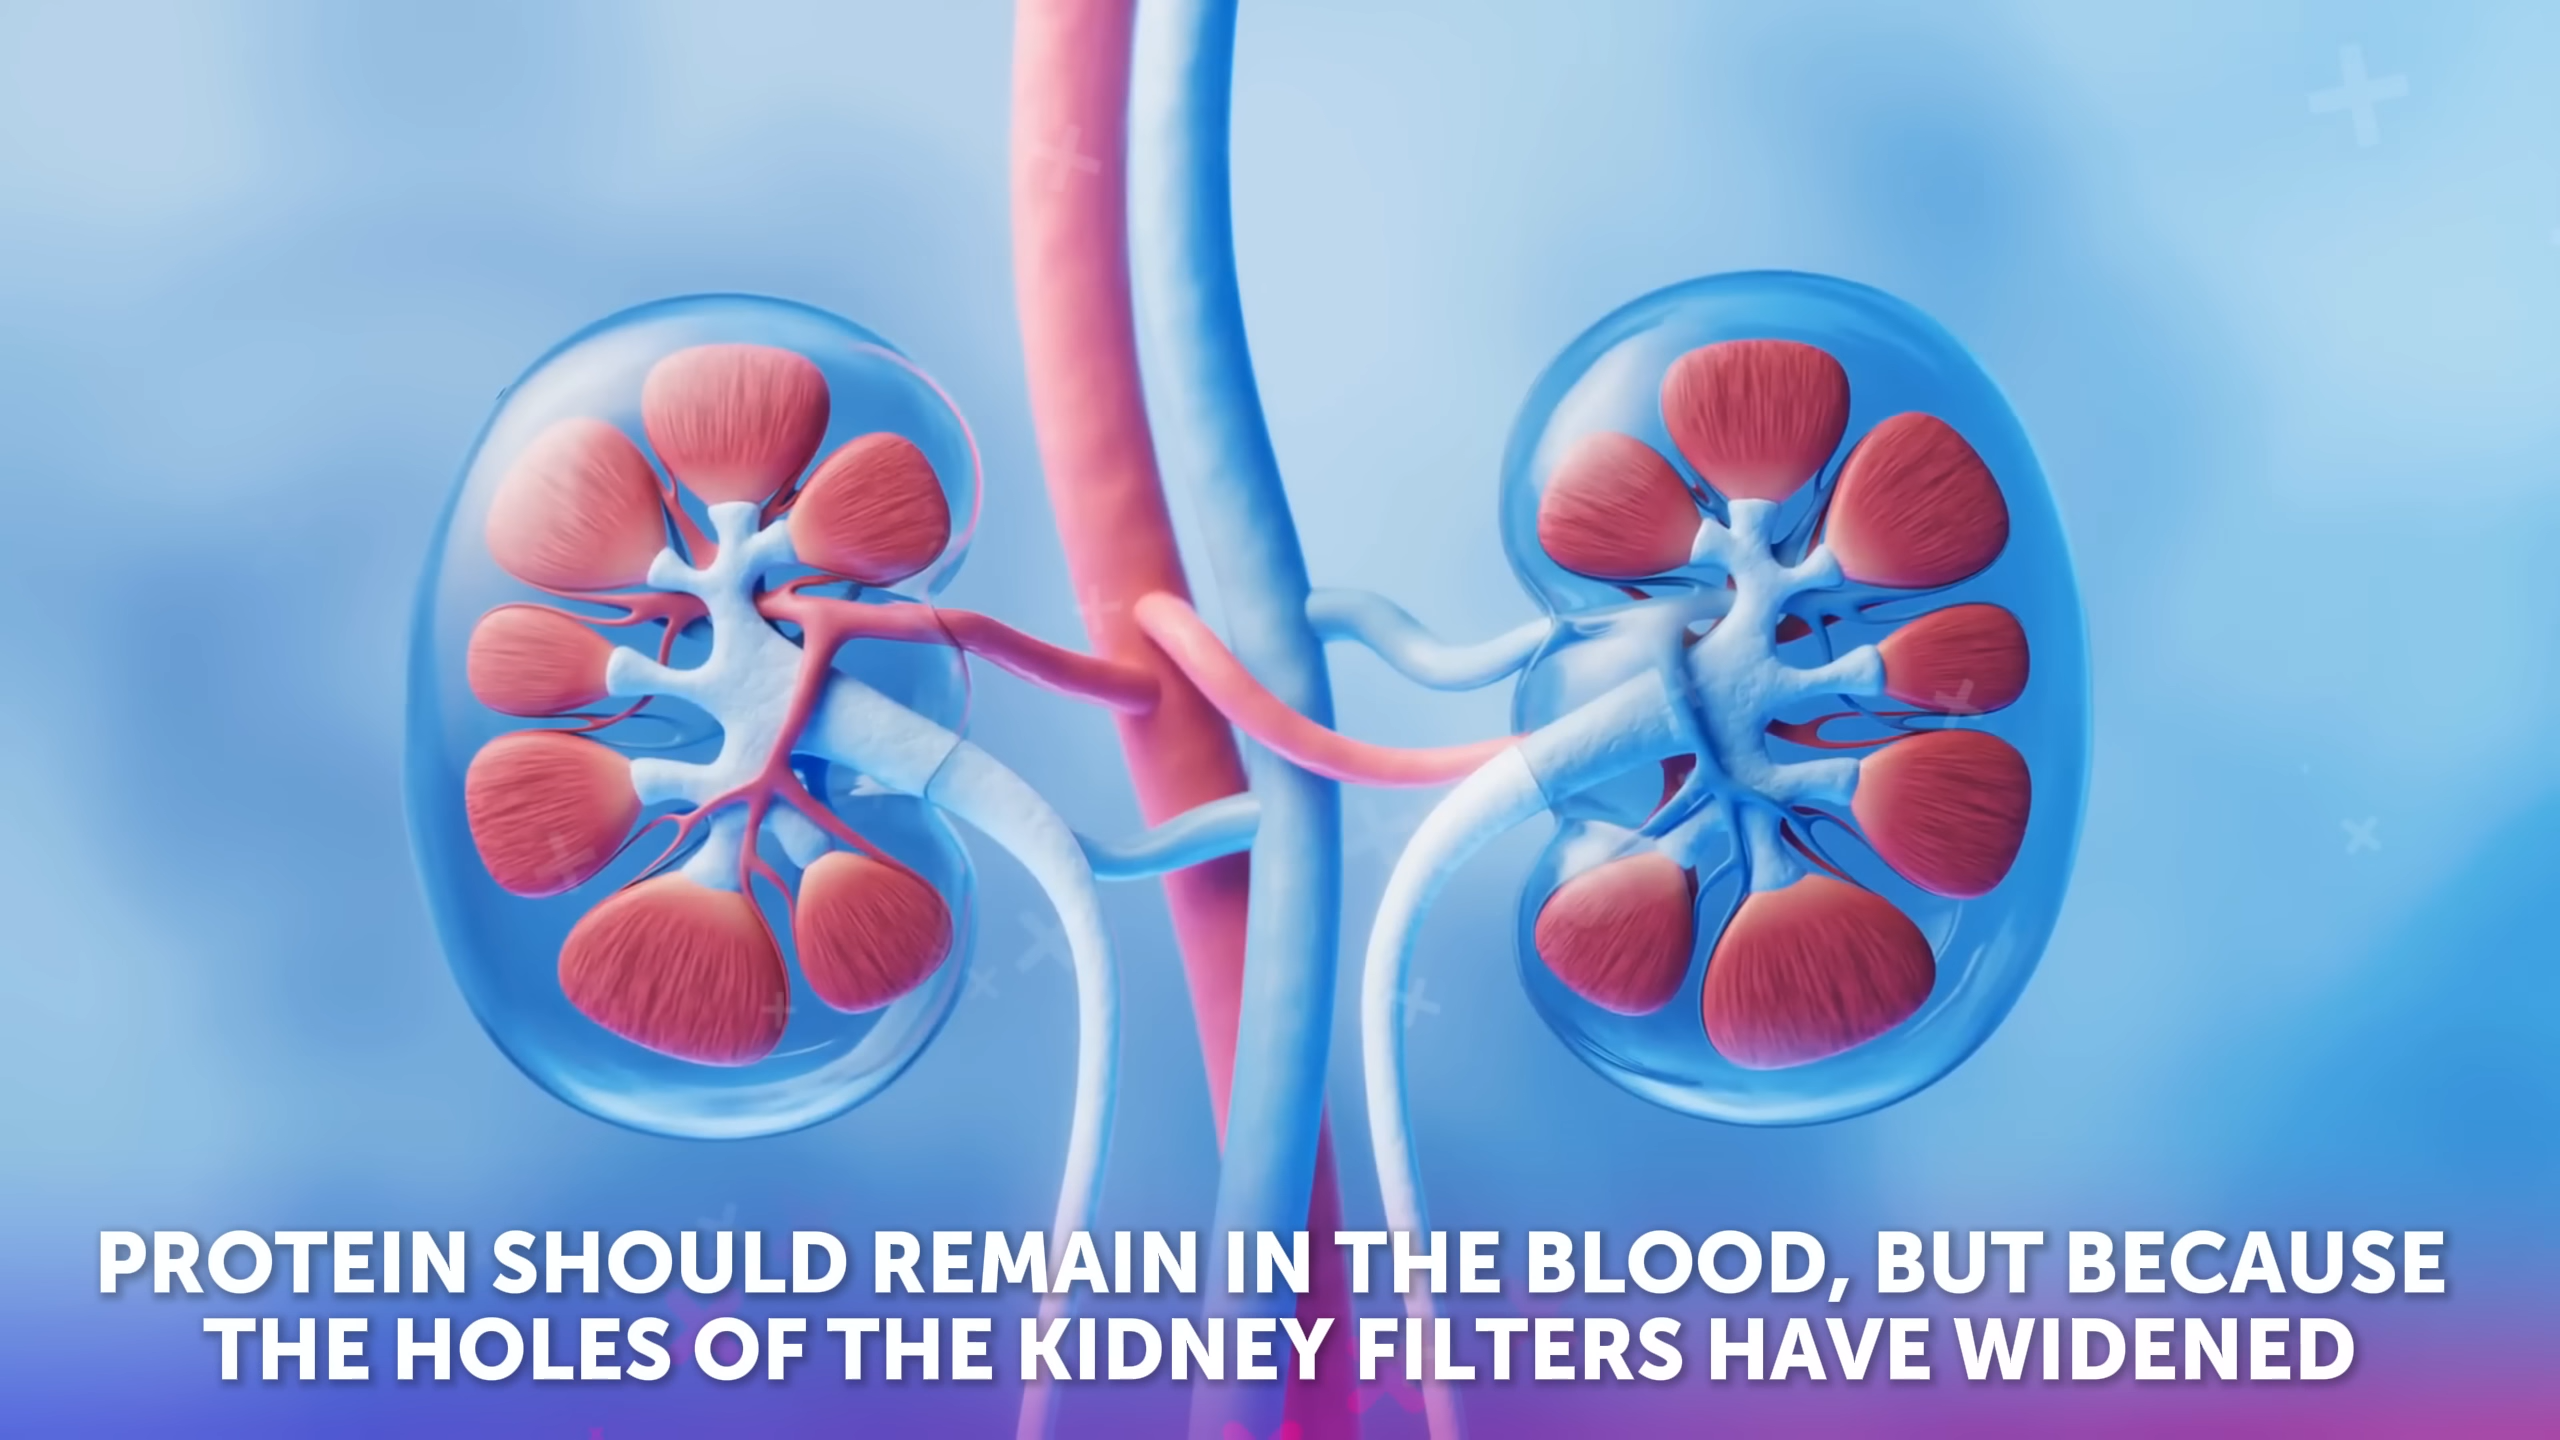 PROTEIN SHOULD REMAIN IN THE BLOOD, BUT BECAUSE
THE HOLES OF THE KIDNEY FILTERS HAVE WIDENED